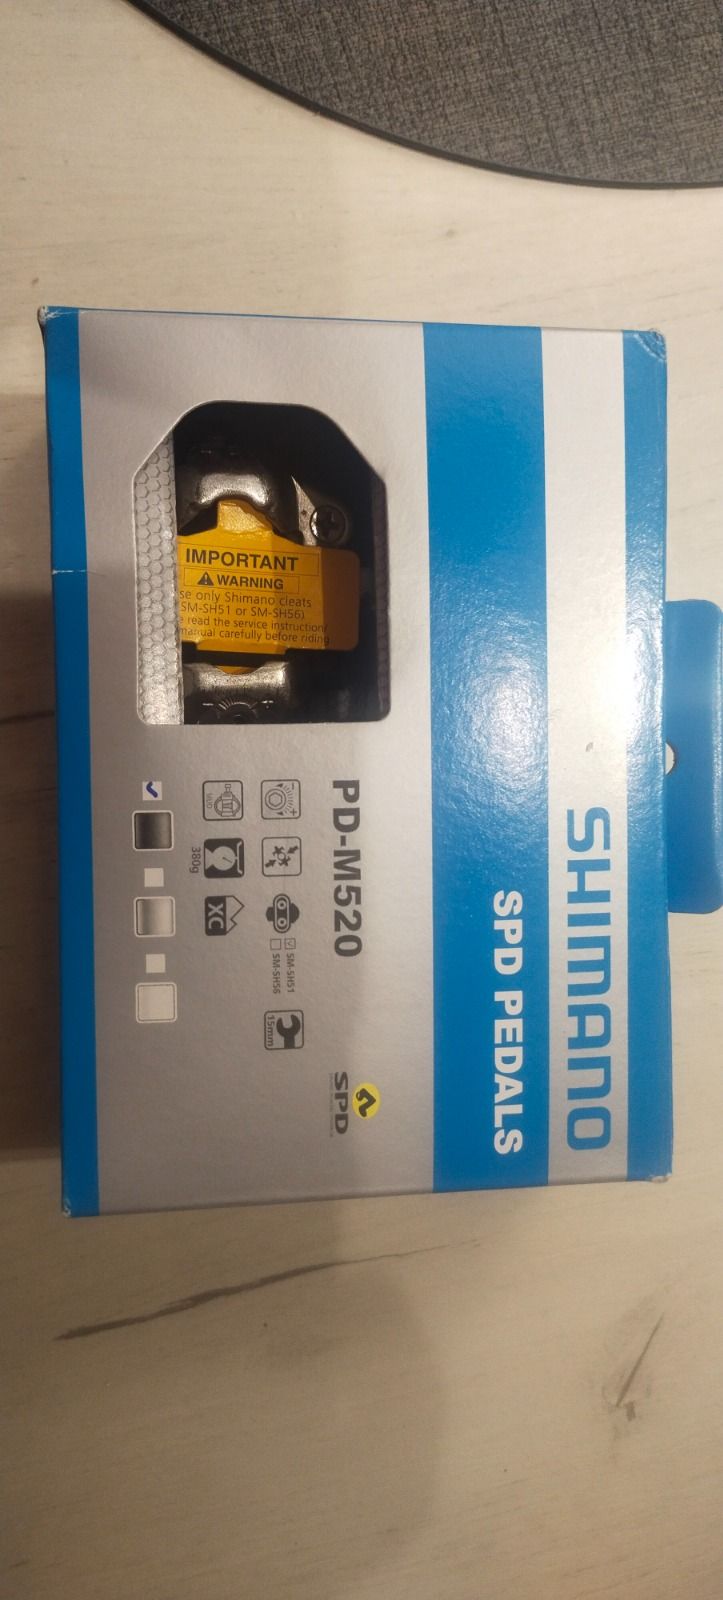 SHIMANO
SPD PEDALS
PD-M520
SPD
SM-SH51
SM-SH56
15mm
MUD
380g
XC
IMPORTANT
WARNING
se only Shimano cleats
SM-SH51 or SM-SH56)
e read the service instruction/
manual carefully before riding.